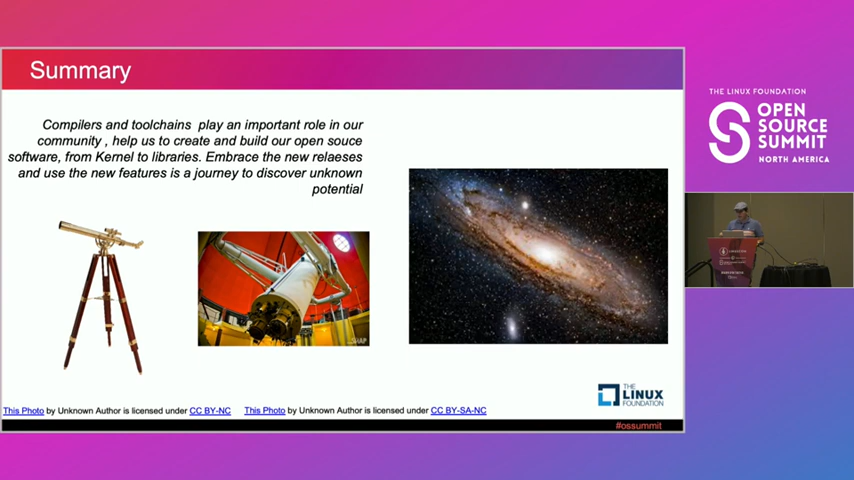 Summary
Compilers and toolchains play an important role in our
community , help us to create and build our open souce
software, from Kernel to libraries. Embrace the new relaeses
and use the new features is a journey to discover unknown
potential
This Photo by Unknown Author is licensed under CC BY-NC
This Photo by Unknown Author is licensed under CC BY-SA-NC
THE
LINUX
FOUNDATION
#ossummit
THE LINUX FOUNDATION
OPEN
SOURCE
SUMMIT
NORTH AMERICA